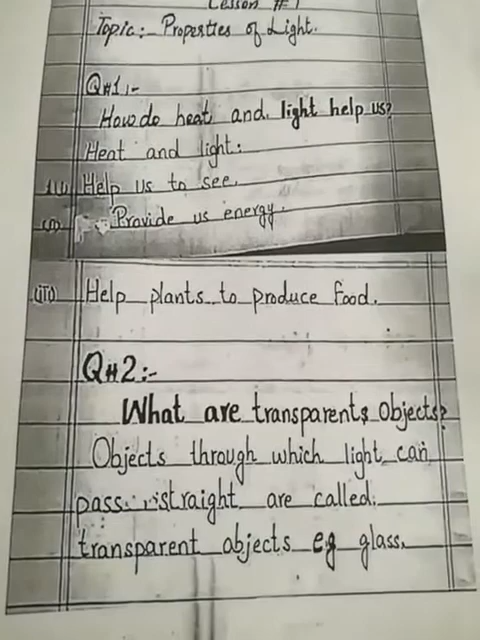 Lesson # 1
Topic:- Properties of Light.
Q#1:-
How do heat and light help us?
Heat and light:
(i) Help us to see.
(ii) Provide us energy.
(iii) Help plants to produce food.
Q#2:-
What are transparents objects?
Objects through which light can
pass straight are called
transparent objects e.g glass.